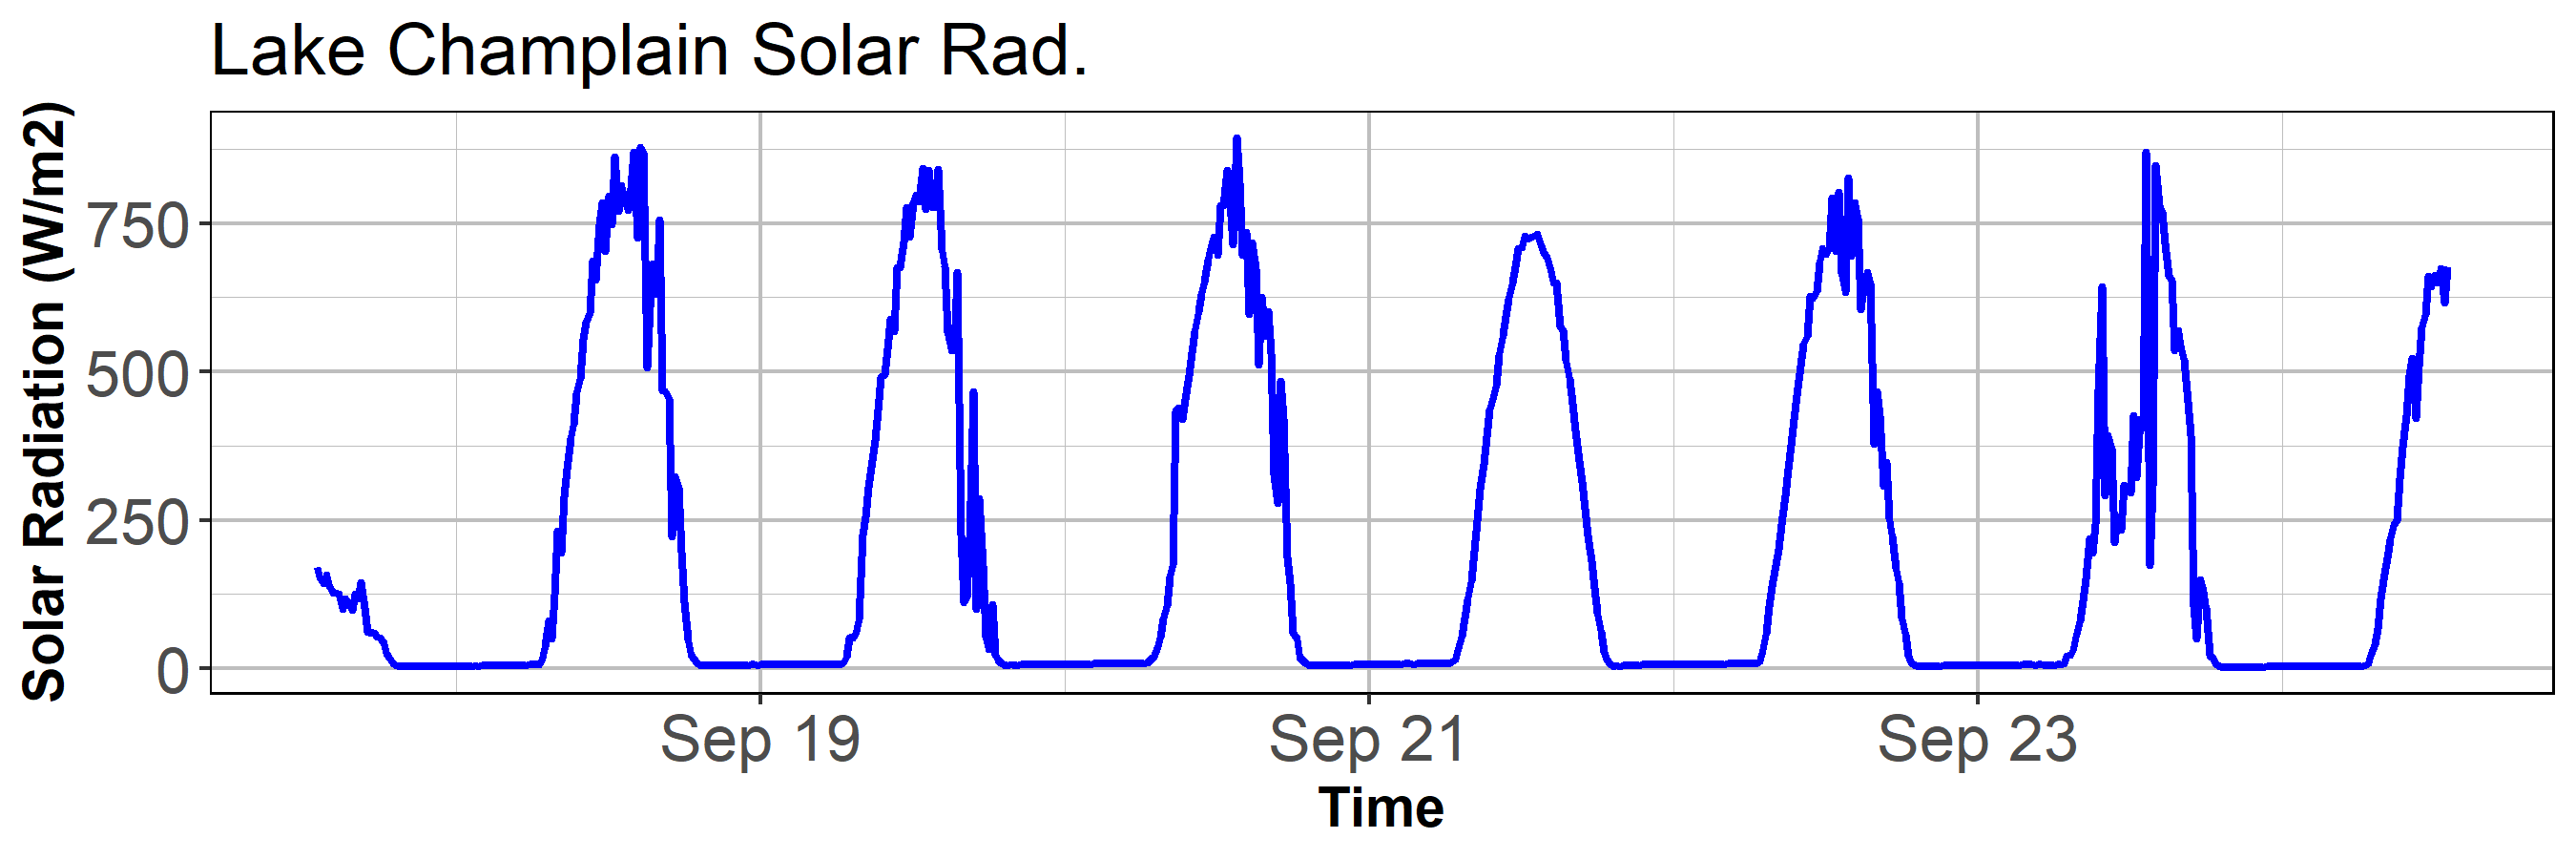 Lake Champlain Solar Rad.
Solar Radiation (W/m2)
750
500
250
0
Sep 19
Sep 21
Sep 23
Time